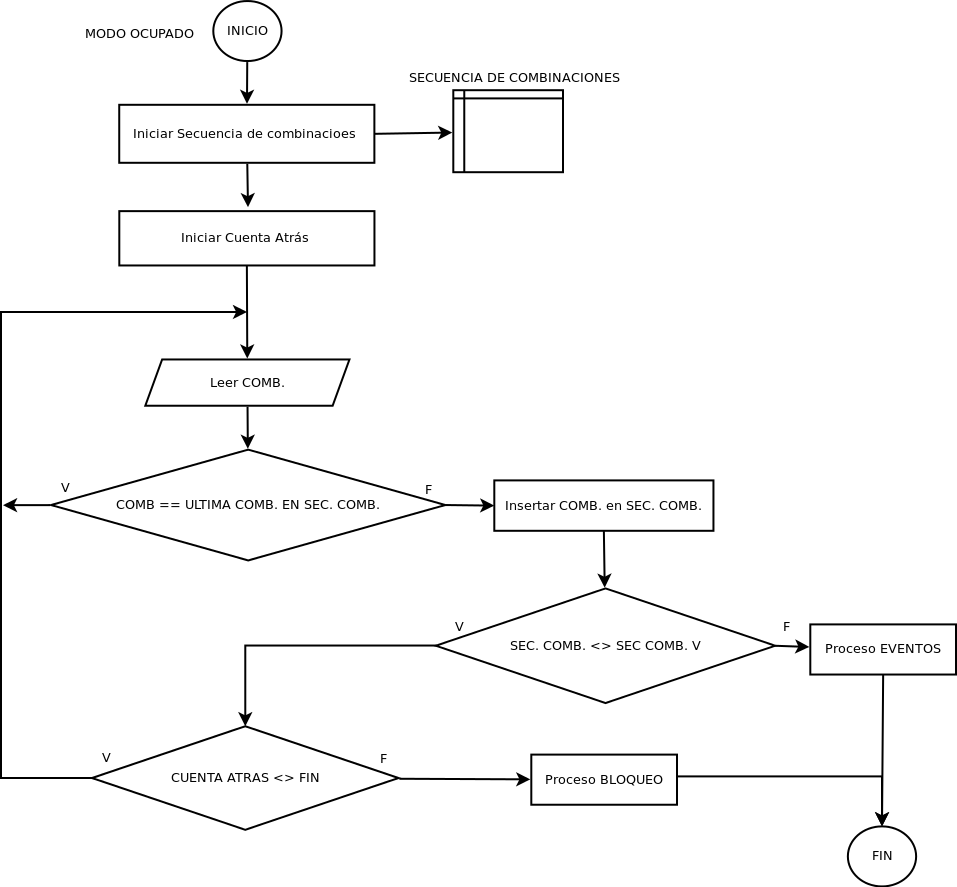 MODO OCUPADO
INICIO
SECUENCIA DE COMBINACIONES
Iniciar Secuencia de combinacioes
Iniciar Cuenta Atrás
Leer COMB.
V
COMB == ULTIMA COMB. EN SEC. COMB.
F
Insertar COMB. en SEC. COMB.
V
SEC. COMB. <> SEC COMB. V
F
Proceso EVENTOS
V
CUENTA ATRAS <> FIN
F
Proceso BLOQUEO
FIN